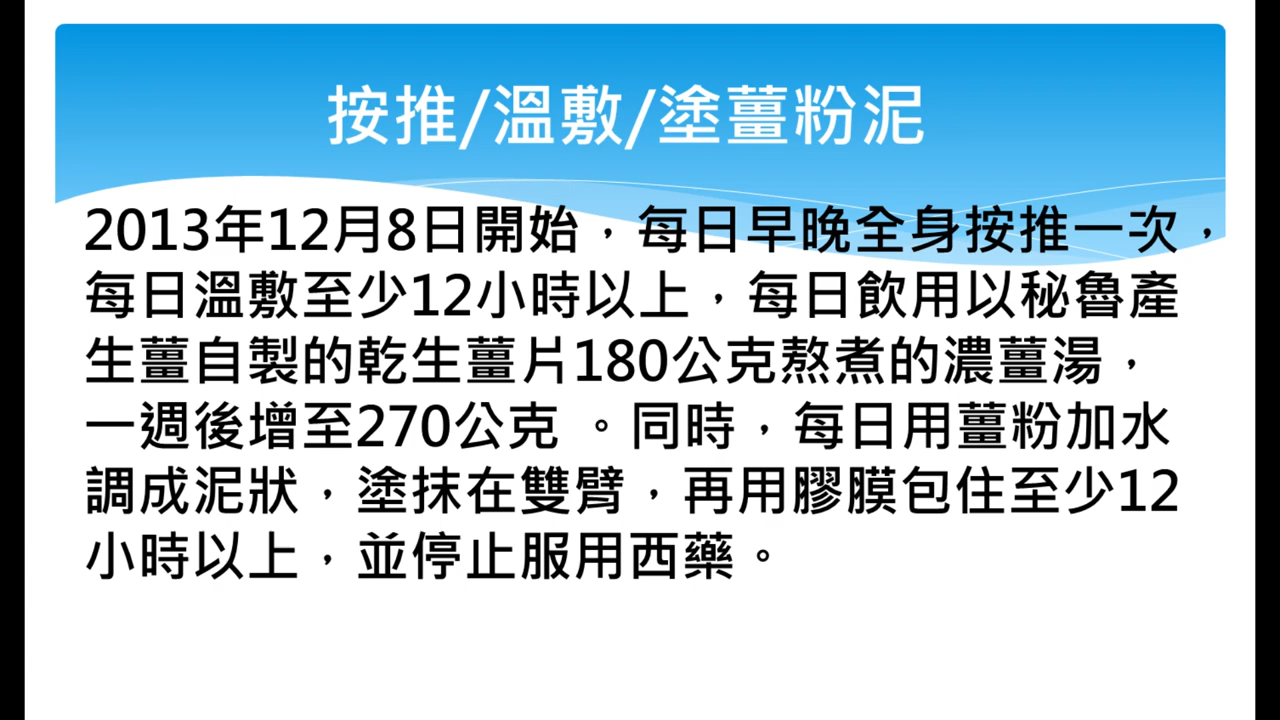 按推/溫敷/塗薑粉泥
2013年12月8日開始，每日早晚全身按推一次，
每日溫敷至少12小時以上，每日飲用以秘魯產
生薑自製的乾生薑片180公克熬煮的濃薑湯，
一週後增至270公克 。同時，每日用薑粉加水
調成泥狀，塗抹在雙臂，再用膠膜包住至少12
小時以上，並停止服用西藥。